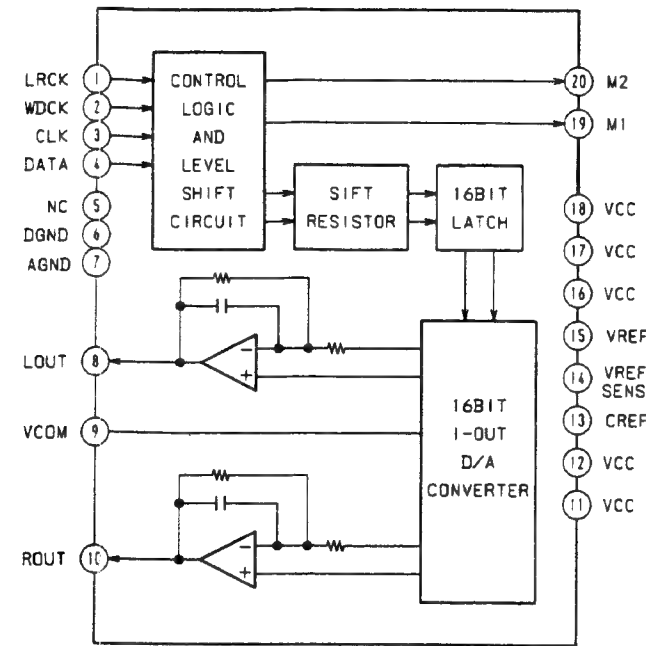 LRCK 1
WDCK 2
CLK 3
DATA 4
NC 5
DGND 6
AGND 7
LOUT 8
VCOM 9
ROUT 10
CONTROL
LOGIC
AND
LEVEL
SHIFT
CIRCUIT
SIFT
RESISTOR
16BIT
LATCH
16BIT
I-OUT
D/A
CONVERTER
-
+
-
+
20 M2
19 M1
18 VCC
17 VCC
16 VCC
15 VREF
14 VREF
SENS
13 CREF
12 VCC
11 VCC